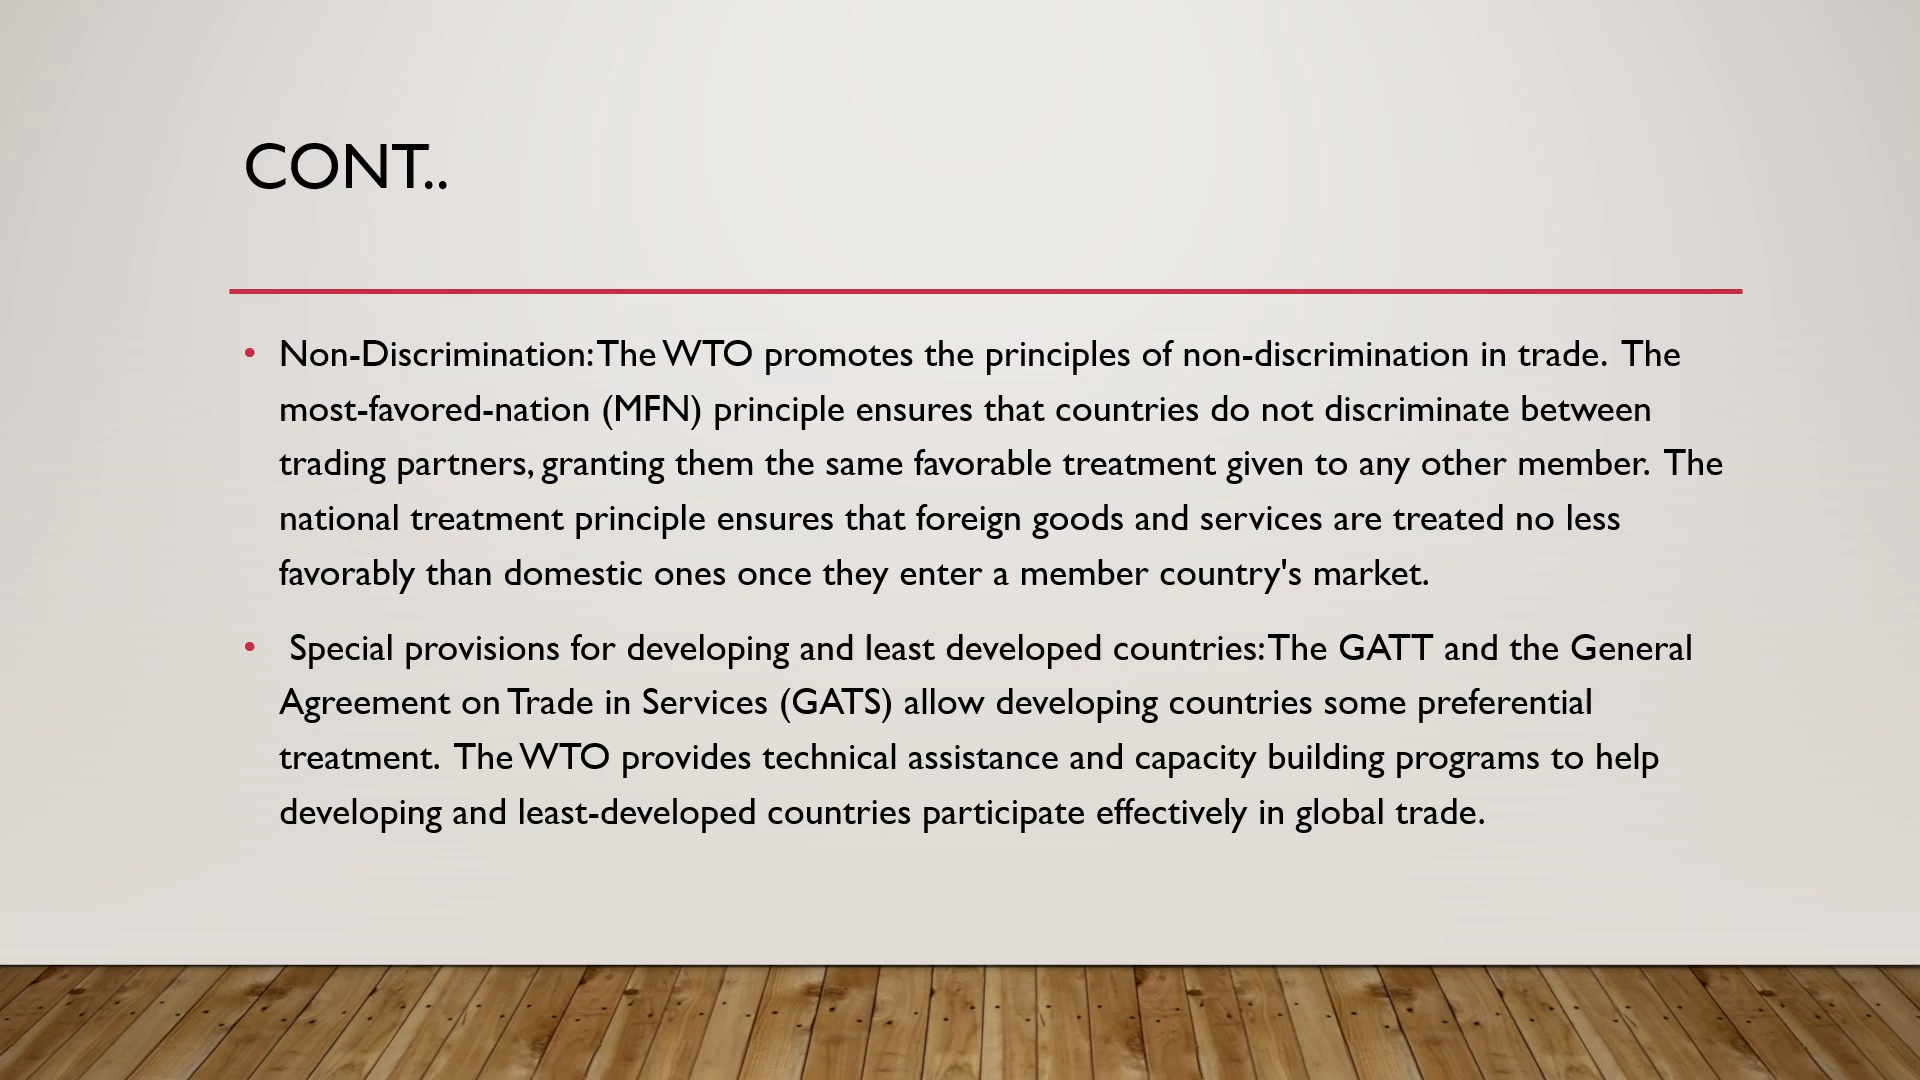 CONT..
• Non-Discrimination: The WTO promotes the principles of non-discrimination in trade.  The
most-favored-nation (MFN) principle ensures that countries do not discriminate between
trading partners, granting them the same favorable treatment given to any other member.  The
national treatment principle ensures that foreign goods and services are treated no less
favorably than domestic ones once they enter a member country's market.
•  Special provisions for developing and least developed countries: The GATT and the General
Agreement on Trade in Services (GATS) allow developing countries some preferential
treatment.  The WTO provides technical assistance and capacity building programs to help
developing and least-developed countries participate effectively in global trade.